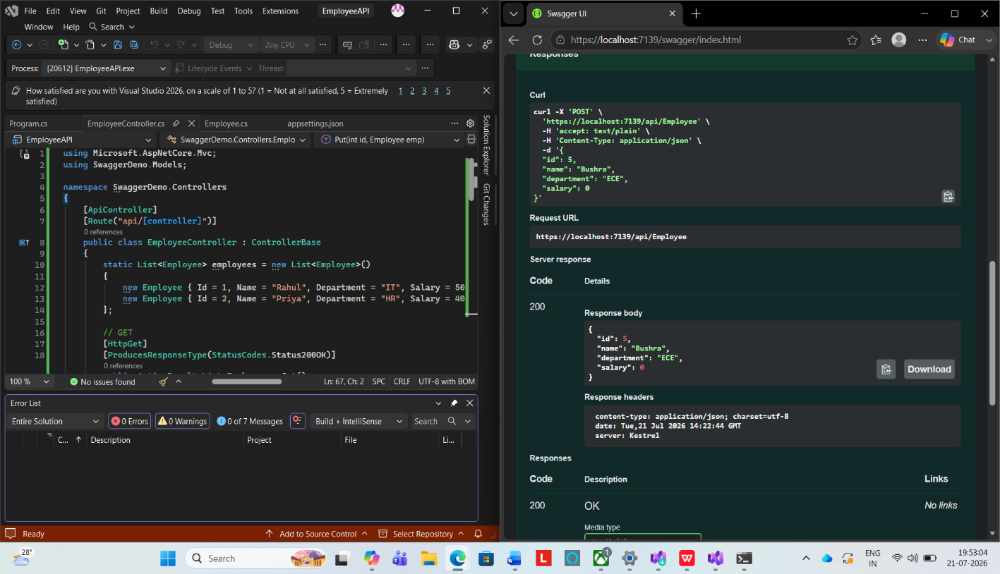 File Edit View Git Project Build Debug Test Tools Extensions EmployeeAPI
Window Help Search
Debug Any CPU
Process: [20612] EmployeeAPI.exe Lifecycle Events Thread:
How satisfied are you with Visual Studio 2026, on a scale of 1 to 5? (1 = Not at all satisfied, 5 = Extremely satisfied) 1 2 3 4 5
Program.cs EmployeeController.cs Employee.cs appsettings.json
EmployeeAPI SwaggerDemo.Controllers.Emplo Put(int id, Employee emp)
1 using Microsoft.AspNetCore.Mvc;
2 using SwaggerDemo.Models;
3
4 namespace SwaggerDemo.Controllers
5 {
6 [ApiController]
7 [Route("api/[controller]")]
0 references
8 public class EmployeeController : ControllerBase
9 {
10 static List<Employee> employees = new List<Employee>()
11 {
12 new Employee { Id = 1, Name = "Rahul", Department = "IT", Salary = 50
13 new Employee { Id = 2, Name = "Priya", Department = "HR", Salary = 40
14 };
15
16 // GET
17 [HttpGet]
18 [ProducesResponseType(StatusCodes.Status200OK)]
0 references
Solution Explorer
Git Changes
100 % No issues found Ln: 67, Ch: 2 SPC CRLF UTF-8 with BOM
Error List
Entire Solution 0 Errors 0 Warnings 0 of 7 Messages Build + IntelliSense Search
C... Description Project File Li...
Ready Add to Source Control Select Repository
Swagger UI
https://localhost:7139/swagger/index.html Chat
Responses
Curl
curl -X 'POST' \
'https://localhost:7139/api/Employee' \
-H 'accept: text/plain' \
-H 'Content-Type: application/json' \
-d '{
"id": 5,
"name": "Bushra",
"department": "ECE",
"salary": 0
}'
Request URL
https://localhost:7139/api/Employee
Server response
Code Details
200
Response body
{
"id": 5,
"name": "Bushra",
"department": "ECE",
"salary": 0
}
Download
Response headers
content-type: application/json; charset=utf-8
date: Tue,21 Jul 2026 14:22:44 GMT
server: Kestrel
Responses
Code Description Links
200 OK No links
Media type
28°
Search
1
ENG
IN
19:53:04
21-07-2026